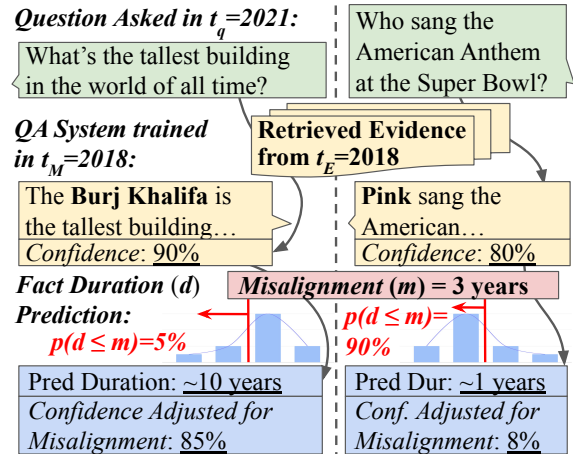 Question Asked in t_q=2021:
What's the tallest building
in the world of all time?
Who sang the
American Anthem
at the Super Bowl?
QA System trained
in t_M=2018:
Retrieved Evidence
from t_E=2018
The Burj Khalifa is
the tallest building…
Confidence: 90%
Pink sang the
American…
Confidence: 80%
Fact Duration (d)
Prediction:
Misalignment (m) = 3 years
p(d ≤ m)=5%
p(d ≤ m)=
90%
Pred Duration: ~10 years
Confidence Adjusted for
Misalignment: 85%
Pred Dur: ~1 years
Conf. Adjusted for
Misalignment: 8%